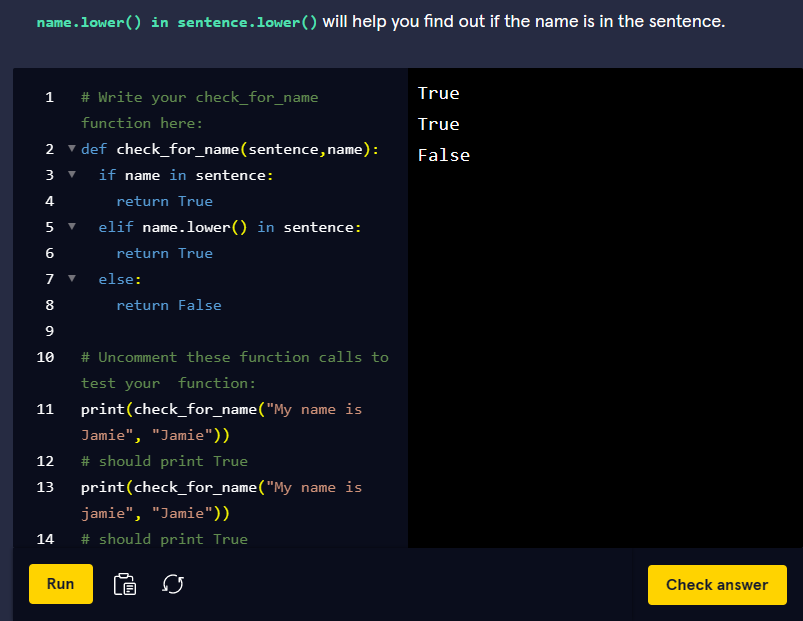 name.lower() in sentence.lower() will help you find out if the name is in the sentence.
1 # Write your check_for_name
function here:
2 def check_for_name(sentence,name):
3 if name in sentence:
4 return True
5 elif name.lower() in sentence:
6 return True
7 else:
8 return False
9
10 # Uncomment these function calls to
test your  function:
11 print(check_for_name("My name is
Jamie", "Jamie"))
12 # should print True
13 print(check_for_name("My name is
jamie", "Jamie"))
14 # should print True
True
True
False
Run
Check answer